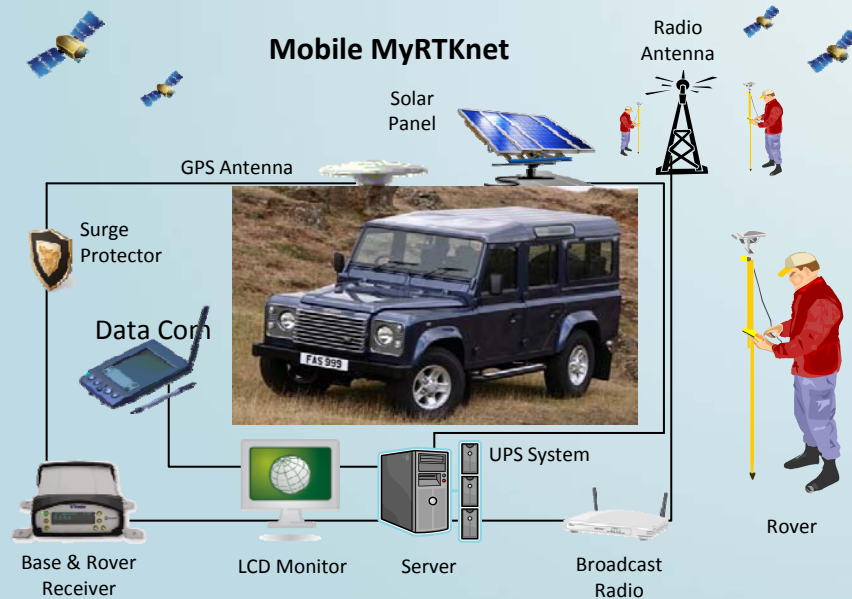 Mobile MyRTKnet
Radio
Antenna
Solar
Panel
GPS Antenna
Surge
Protector
Data Com
FAS 999
UPS System
Base & Rover
Receiver
LCD Monitor
Server
Broadcast
Radio
Rover